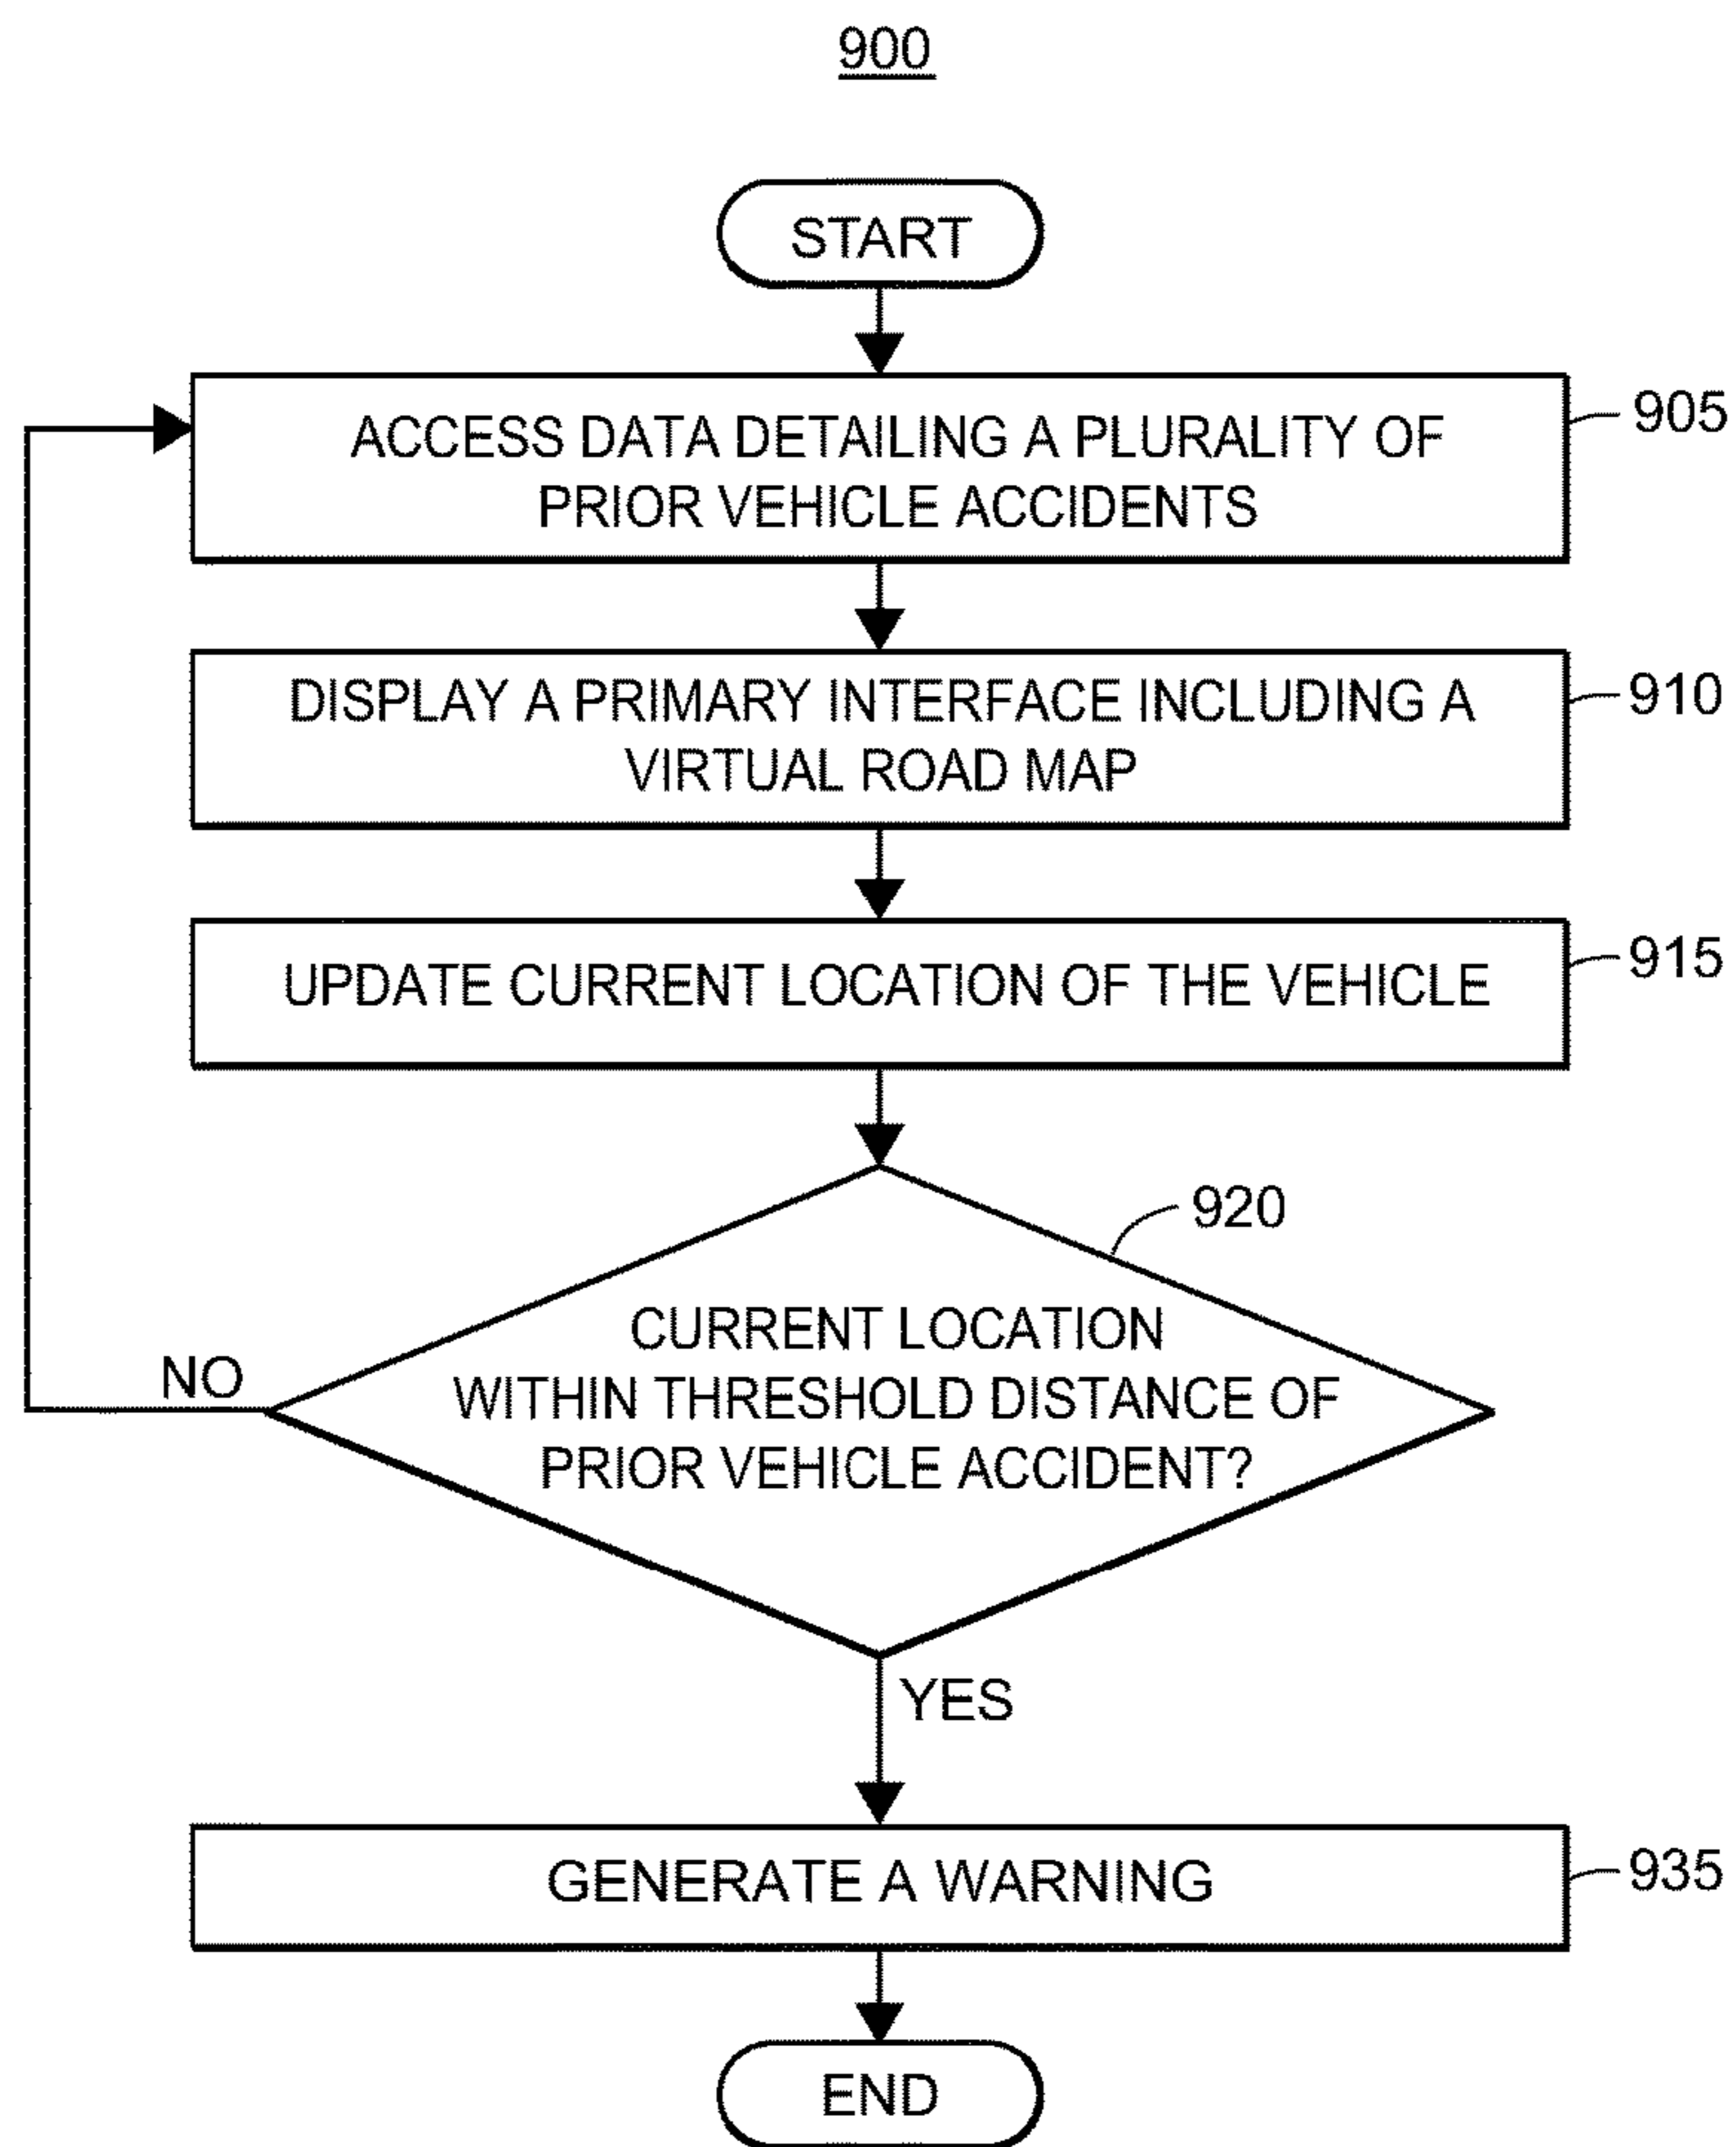 900
START
ACCESS DATA DETAILING A PLURALITY OF
PRIOR VEHICLE ACCIDENTS
905
DISPLAY A PRIMARY INTERFACE INCLUDING A
VIRTUAL ROAD MAP
910
UPDATE CURRENT LOCATION OF THE VEHICLE
915
920
CURRENT LOCATION
WITHIN THRESHOLD DISTANCE OF
PRIOR VEHICLE ACCIDENT?
NO
YES
GENERATE A WARNING
935
END